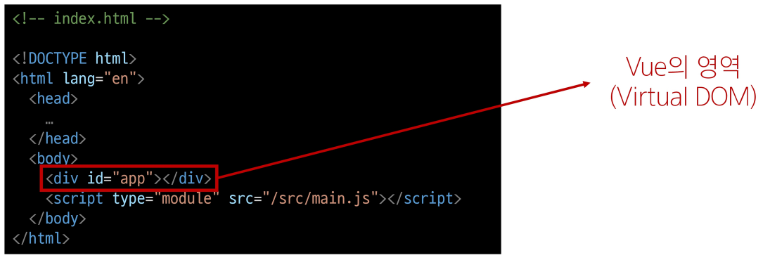 <!-- index.html -->
<!DOCTYPE html>
<html lang="en">
<head>
…
</head>
<body>
<div id="app"></div>
<script type="module" src="/src/main.js"></script>
</body>
</html>
Vue의 영역
(Virtual DOM)